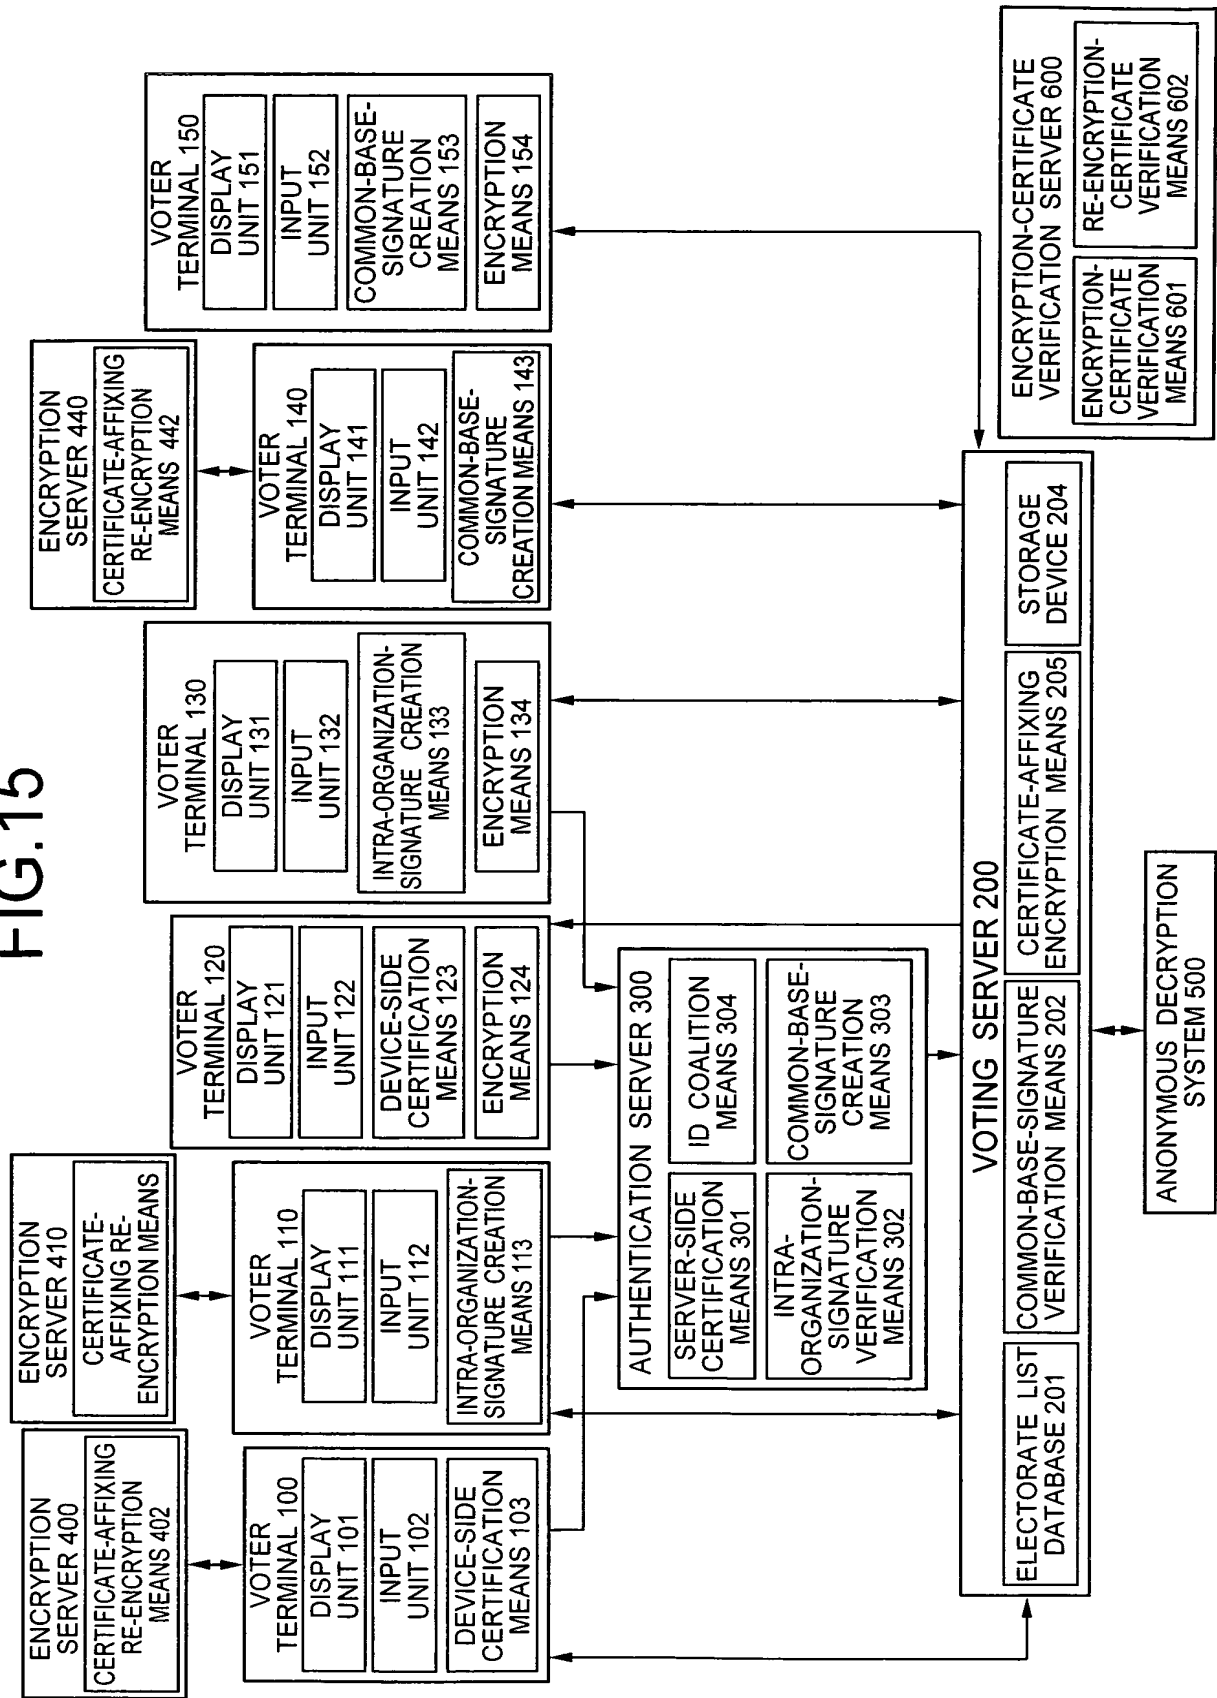 FIG.15
ENCRYPTION
SERVER 400
CERTIFICATE-AFFIXING
RE-ENCRYPTION
MEANS 402
ENCRYPTION
SERVER 410
CERTIFICATE-
AFFIXING RE-
ENCRYPTION MEANS
ENCRYPTION
SERVER 440
CERTIFICATE-AFFIXING
RE-ENCRYPTION
MEANS 442
VOTER
TERMINAL 100
DISPLAY
UNIT 101
INPUT
UNIT 102
DEVICE-SIDE
CERTIFICATION
MEANS 103
VOTER
TERMINAL 110
DISPLAY
UNIT 111
INPUT
UNIT 112
INTRA-ORGANIZATION-
SIGNATURE CREATION
MEANS 113
VOTER
TERMINAL 120
DISPLAY
UNIT 121
INPUT
UNIT 122
DEVICE-SIDE
CERTIFICATION
MEANS 123
ENCRYPTION
MEANS 124
VOTER
TERMINAL 130
DISPLAY
UNIT 131
INPUT
UNIT 132
INTRA-ORGANIZATION-
SIGNATURE CREATION
MEANS 133
ENCRYPTION
MEANS 134
VOTER
TERMINAL 140
DISPLAY
UNIT 141
INPUT
UNIT 142
COMMON-BASE-
SIGNATURE
CREATION MEANS 143
VOTER
TERMINAL 150
DISPLAY
UNIT 151
INPUT
UNIT 152
COMMON-BASE-
SIGNATURE
CREATION
MEANS 153
ENCRYPTION
MEANS 154
AUTHENTICATION SERVER 300
SERVER-SIDE
CERTIFICATION
MEANS 301
ID COALITION
MEANS 304
INTRA-
ORGANIZATION-
SIGNATURE
VERIFICATION
MEANS 302
COMMON-BASE-
SIGNATURE
CREATION
MEANS 303
VOTING SERVER 200
ELECTORATE LIST
DATABASE 201
COMMON-BASE-SIGNATURE
VERIFICATION MEANS 202
CERTIFICATE-AFFIXING
ENCRYPTION MEANS 205
STORAGE
DEVICE 204
ENCRYPTION-CERTIFICATE
VERIFICATION SERVER 600
ENCRYPTION-
CERTIFICATE
VERIFICATION
MEANS 601
RE-ENCRYPTION-
CERTIFICATE
VERIFICATION
MEANS 602
ANONYMOUS DECRYPTION
SYSTEM 500